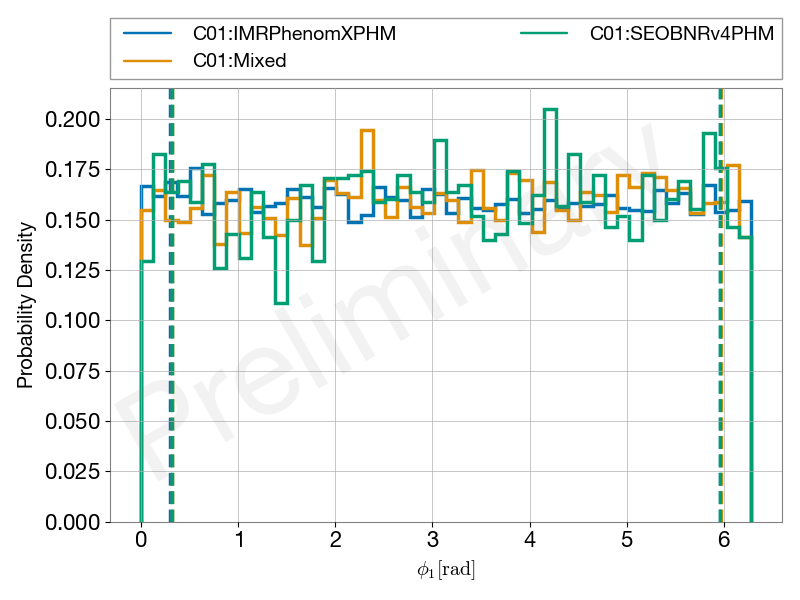 C01:IMRPhenomXPHM
C01:Mixed
C01:SEOBNRv4PHM
0.200
0.175
0.150
0.125
0.100
0.075
0.050
0.025
0.000
Probability Density
Preliminary
0 1 2 3 4 5 6
ϕ₁[rad]